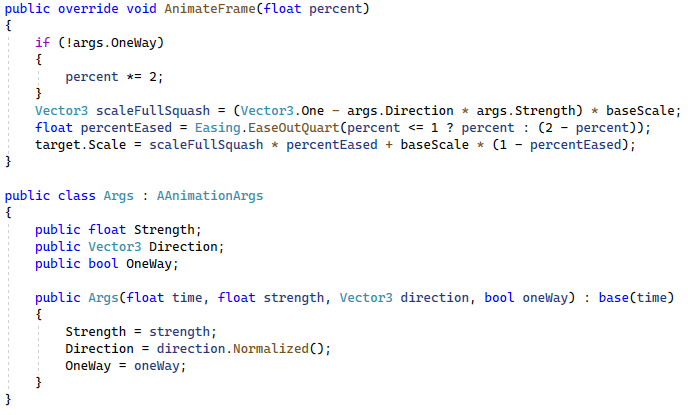 public override void AnimateFrame(float percent)
{
    if (!args.OneWay)
    {
        percent *= 2;
    }
    Vector3 scaleFullSquash = (Vector3.One - args.Direction * args.Strength) * baseScale;
    float percentEased = Easing.EaseOutQuart(percent <= 1 ? percent : (2 - percent));
    target.Scale = scaleFullSquash * percentEased + baseScale * (1 - percentEased);
}

public class Args : AAnimationArgs
{
    public float Strength;
    public Vector3 Direction;
    public bool OneWay;

    public Args(float time, float strength, Vector3 direction, bool oneWay) : base(time)
    {
        Strength = strength;
        Direction = direction.Normalized();
        OneWay = oneWay;
    }
}